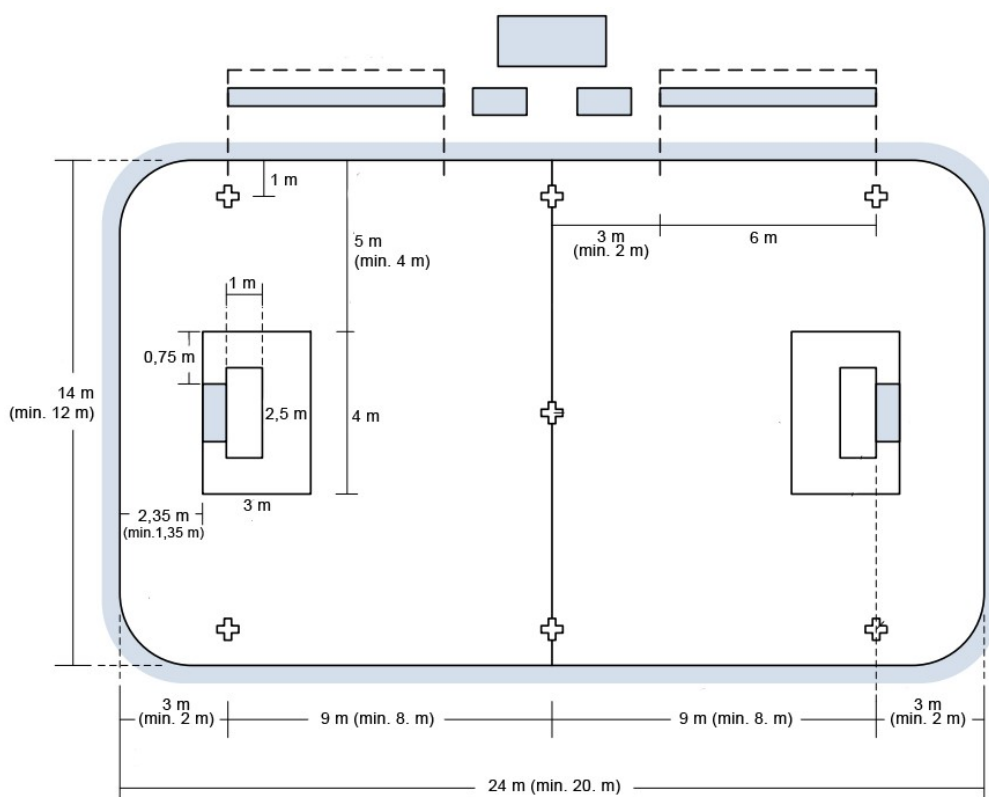 1 m
5 m
(min. 4 m)
3 m
(min. 2 m)
6 m
1 m
0,75 m
14 m
(min. 12 m)
2,5 m
4 m
3 m
2,35 m
(min.1,35 m)
3 m
(min. 2 m)
9 m (min. 8. m)
9 m (min. 8. m)
3 m
(min. 2 m)
24 m (min. 20. m)